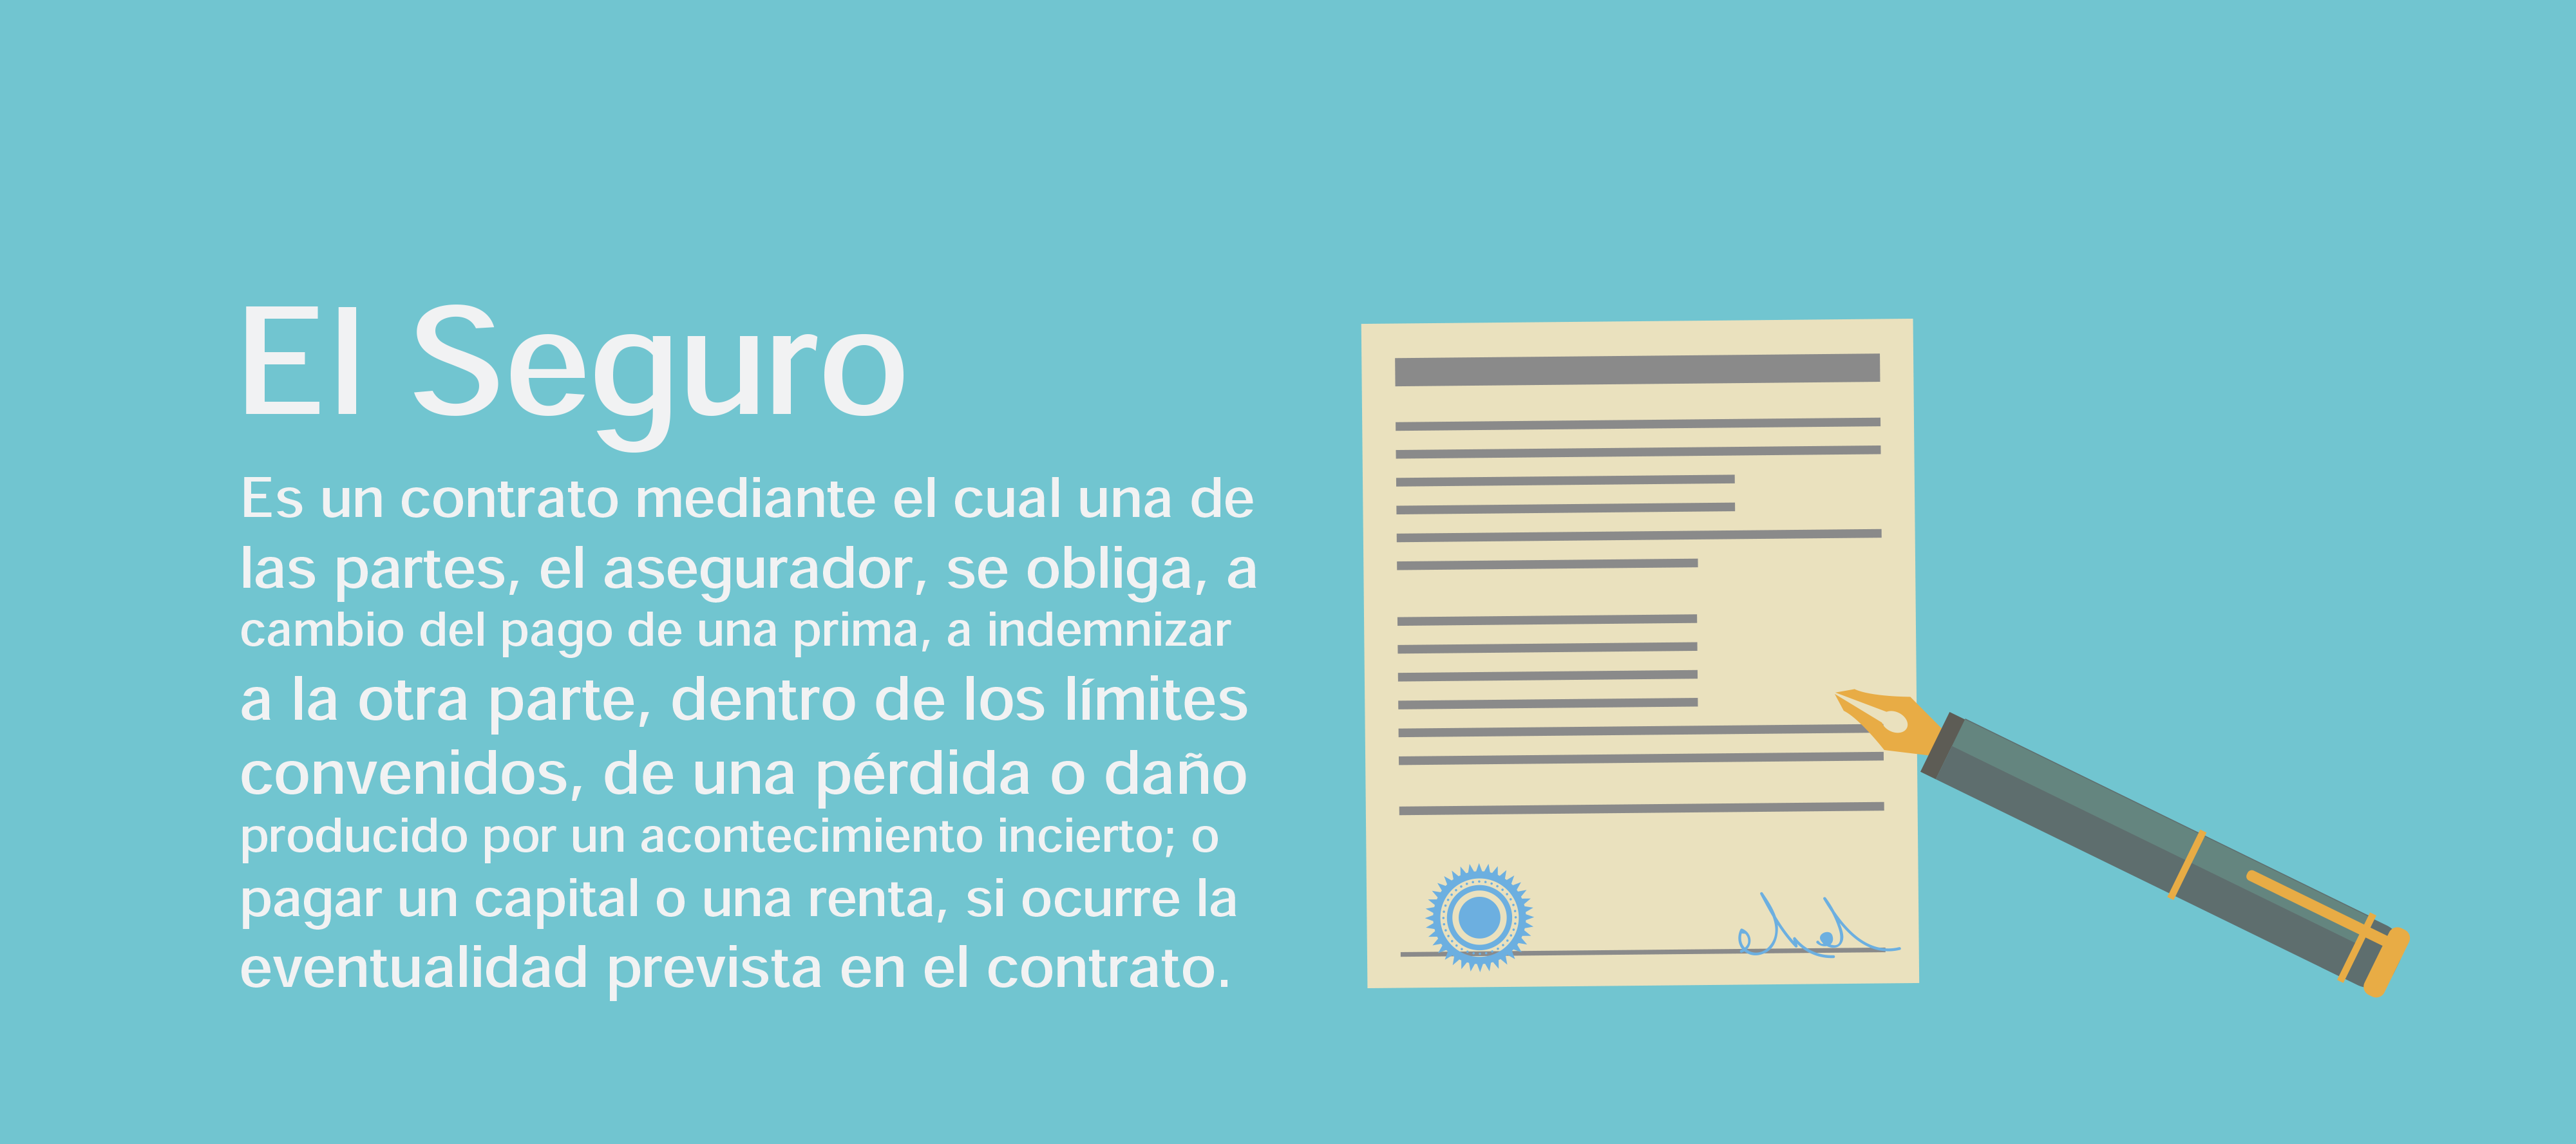 El Seguro
Es un contrato mediante el cual una de
las partes, el asegurador, se obliga, a
cambio del pago de una prima, a indemnizar
a la otra parte, dentro de los límites
convenidos, de una pérdida o daño
producido por un acontecimiento incierto; o
pagar un capital o una renta, si ocurre la
eventualidad prevista en el contrato.